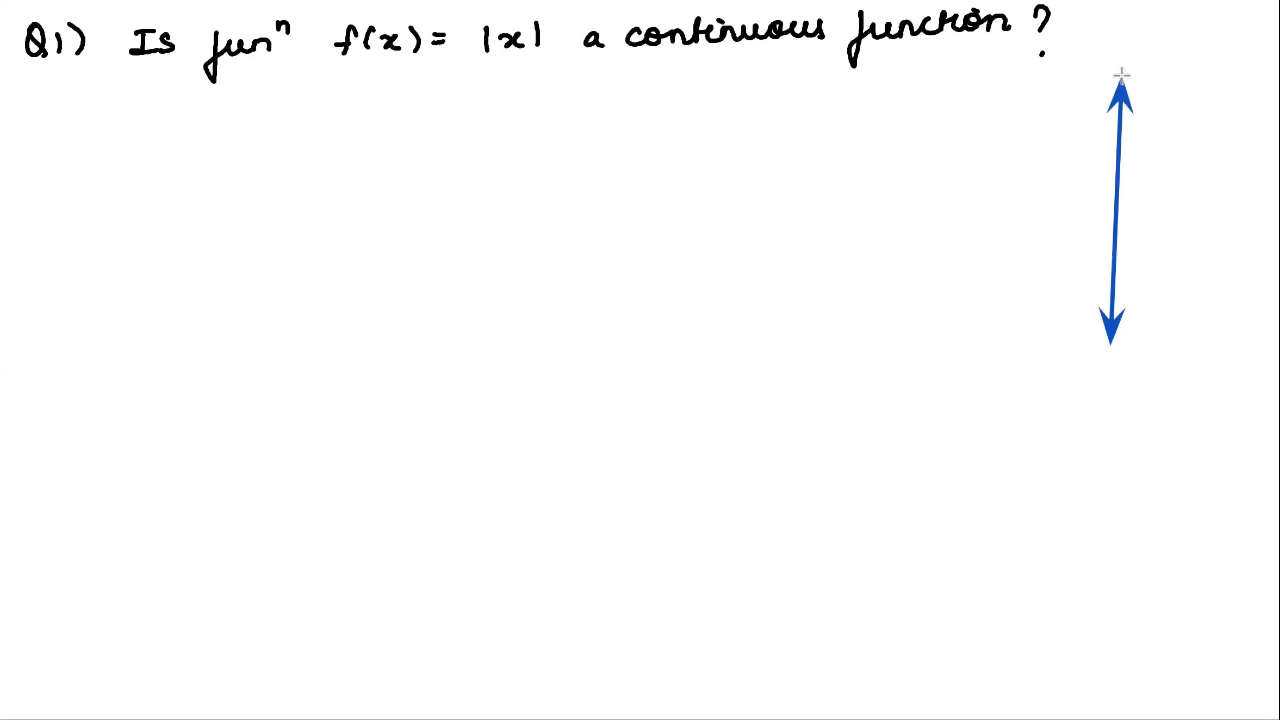 Q1) Is funⁿ f(x) = |x| a continuous function ?